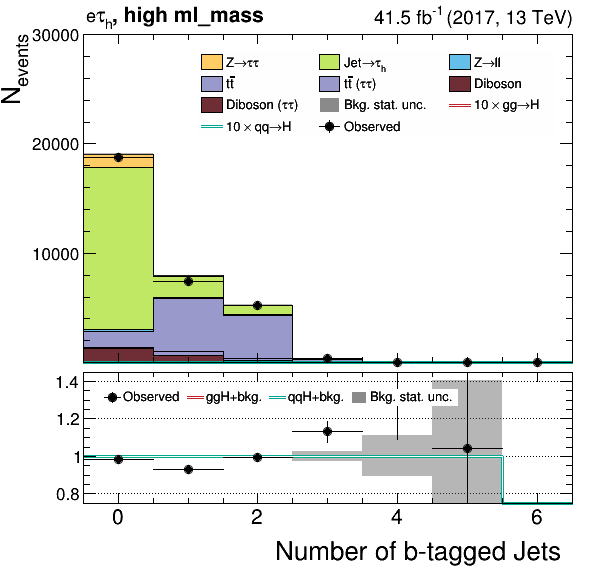 eτh, high ml_mass 41.5 fb-1 (2017, 13 TeV)
30000
20000
10000
Nevents
Z→ττ Jet→τh Z→ll
tt̄ tt̄ (ττ) Diboson
Diboson (ττ) Bkg. stat. unc. 10 × gg→H
10 × qq→H Observed
1.4
1.2
1
0.8
Observed ggH+bkg. qqH+bkg. Bkg. stat. unc.
0 2 4 6
Number of b-tagged Jets